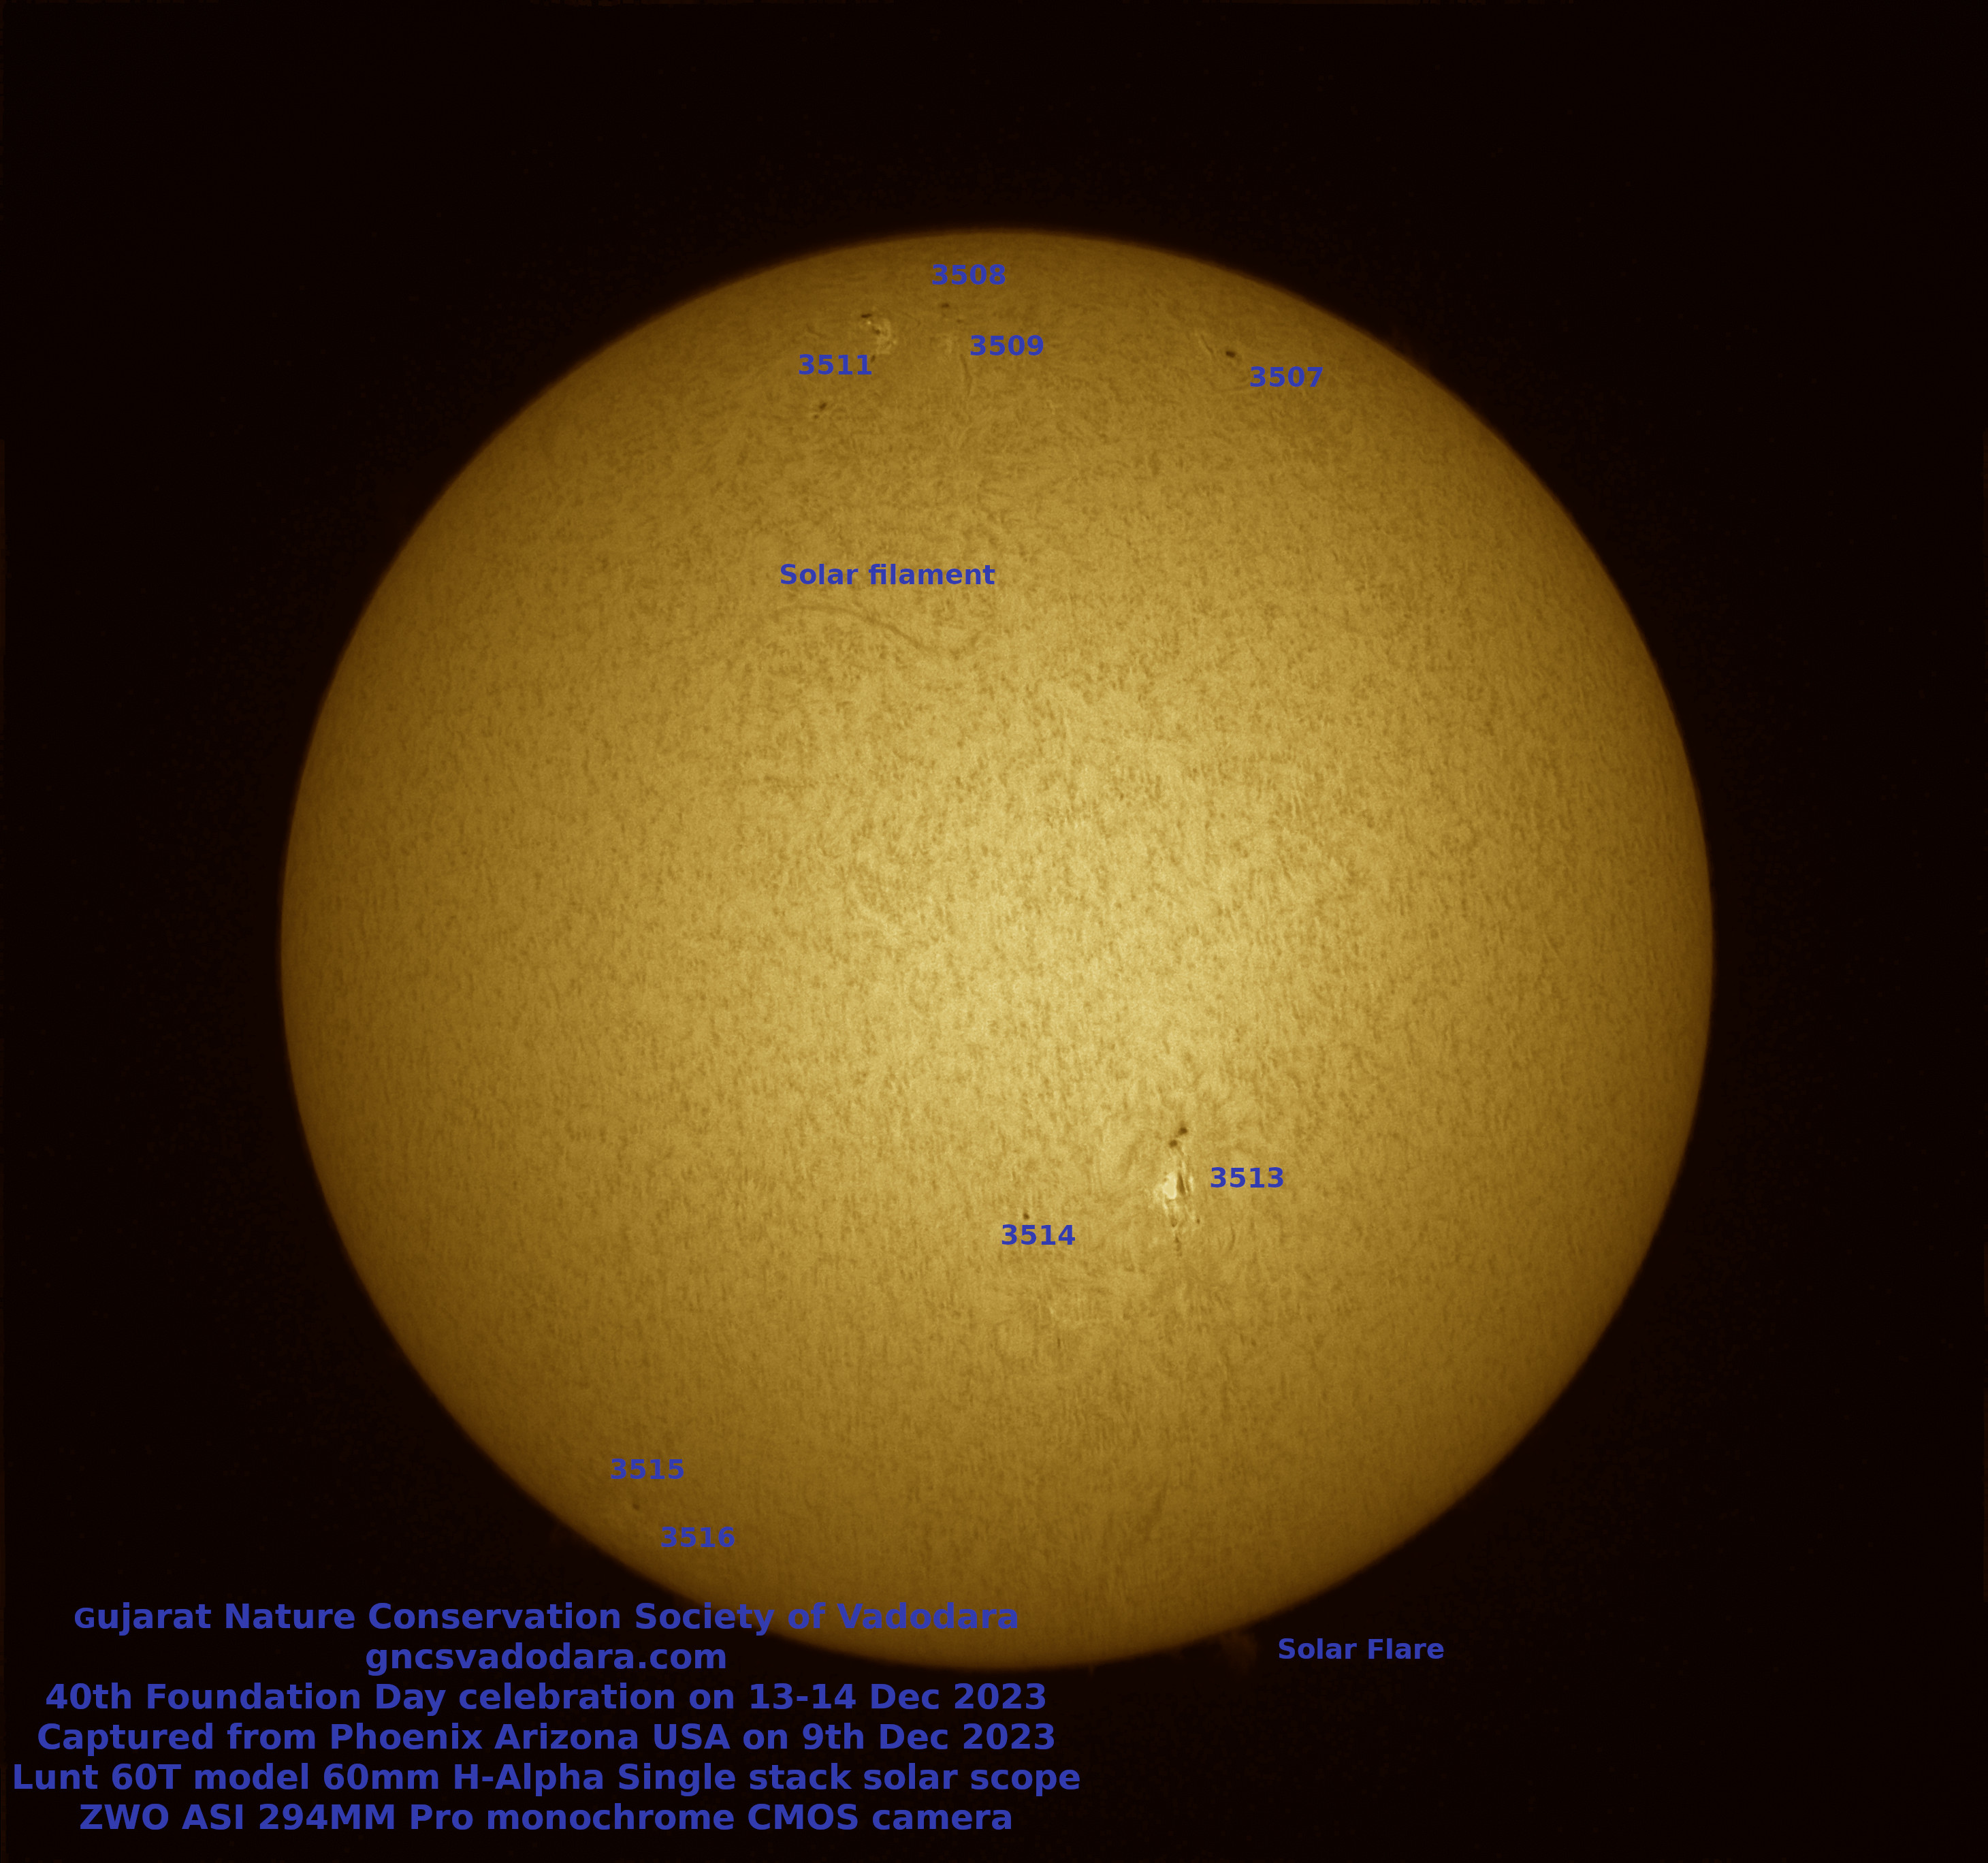 3508
3509
3511
3507
Solar filament
3513
3514
3515
3516
Gujarat Nature Conservation Society of Vadodara
gncsvadodara.com
Solar Flare
40th Foundation Day celebration on 13-14 Dec 2023
Captured from Phoenix Arizona USA on 9th Dec 2023
Lunt 60T model 60mm H-Alpha Single stack solar scope
ZWO ASI 294MM Pro monochrome CMOS camera